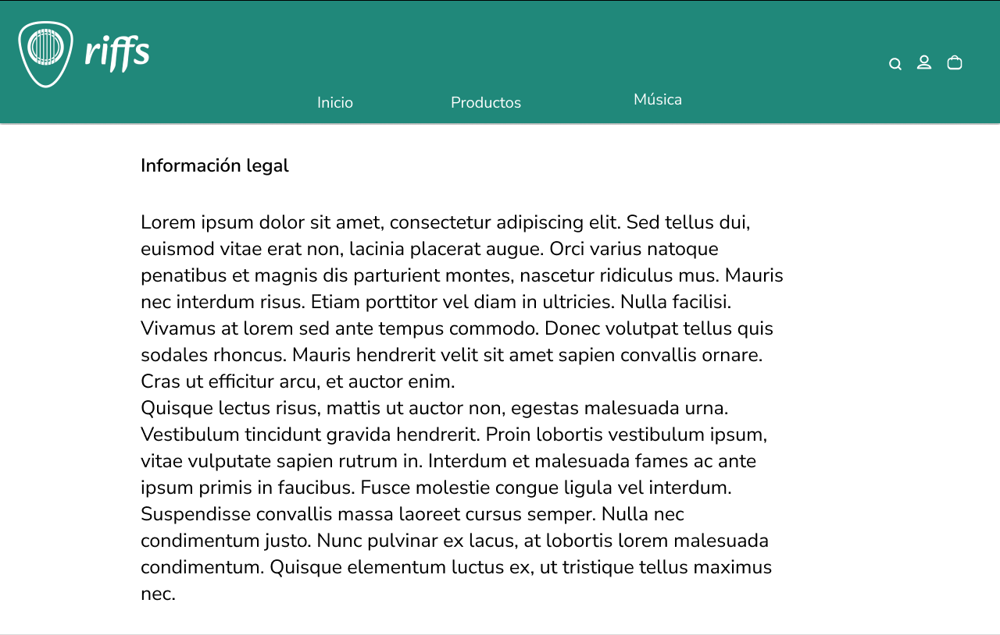 riffs
Inicio
Productos
Música
Información legal
Lorem ipsum dolor sit amet, consectetur adipiscing elit. Sed tellus dui,
euismod vitae erat non, lacinia placerat augue. Orci varius natoque
penatibus et magnis dis parturient montes, nascetur ridiculus mus. Mauris
nec interdum risus. Etiam porttitor vel diam in ultricies. Nulla facilisi.
Vivamus at lorem sed ante tempus commodo. Donec volutpat tellus quis
sodales rhoncus. Mauris hendrerit velit sit amet sapien convallis ornare.
Cras ut efficitur arcu, et auctor enim.
Quisque lectus risus, mattis ut auctor non, egestas malesuada urna.
Vestibulum tincidunt gravida hendrerit. Proin lobortis vestibulum ipsum,
vitae vulputate sapien rutrum in. Interdum et malesuada fames ac ante
ipsum primis in faucibus. Fusce molestie congue ligula vel interdum.
Suspendisse convallis massa laoreet cursus semper. Nulla nec
condimentum justo. Nunc pulvinar ex lacus, at lobortis lorem malesuada
condimentum. Quisque elementum luctus ex, ut tristique tellus maximus
nec.